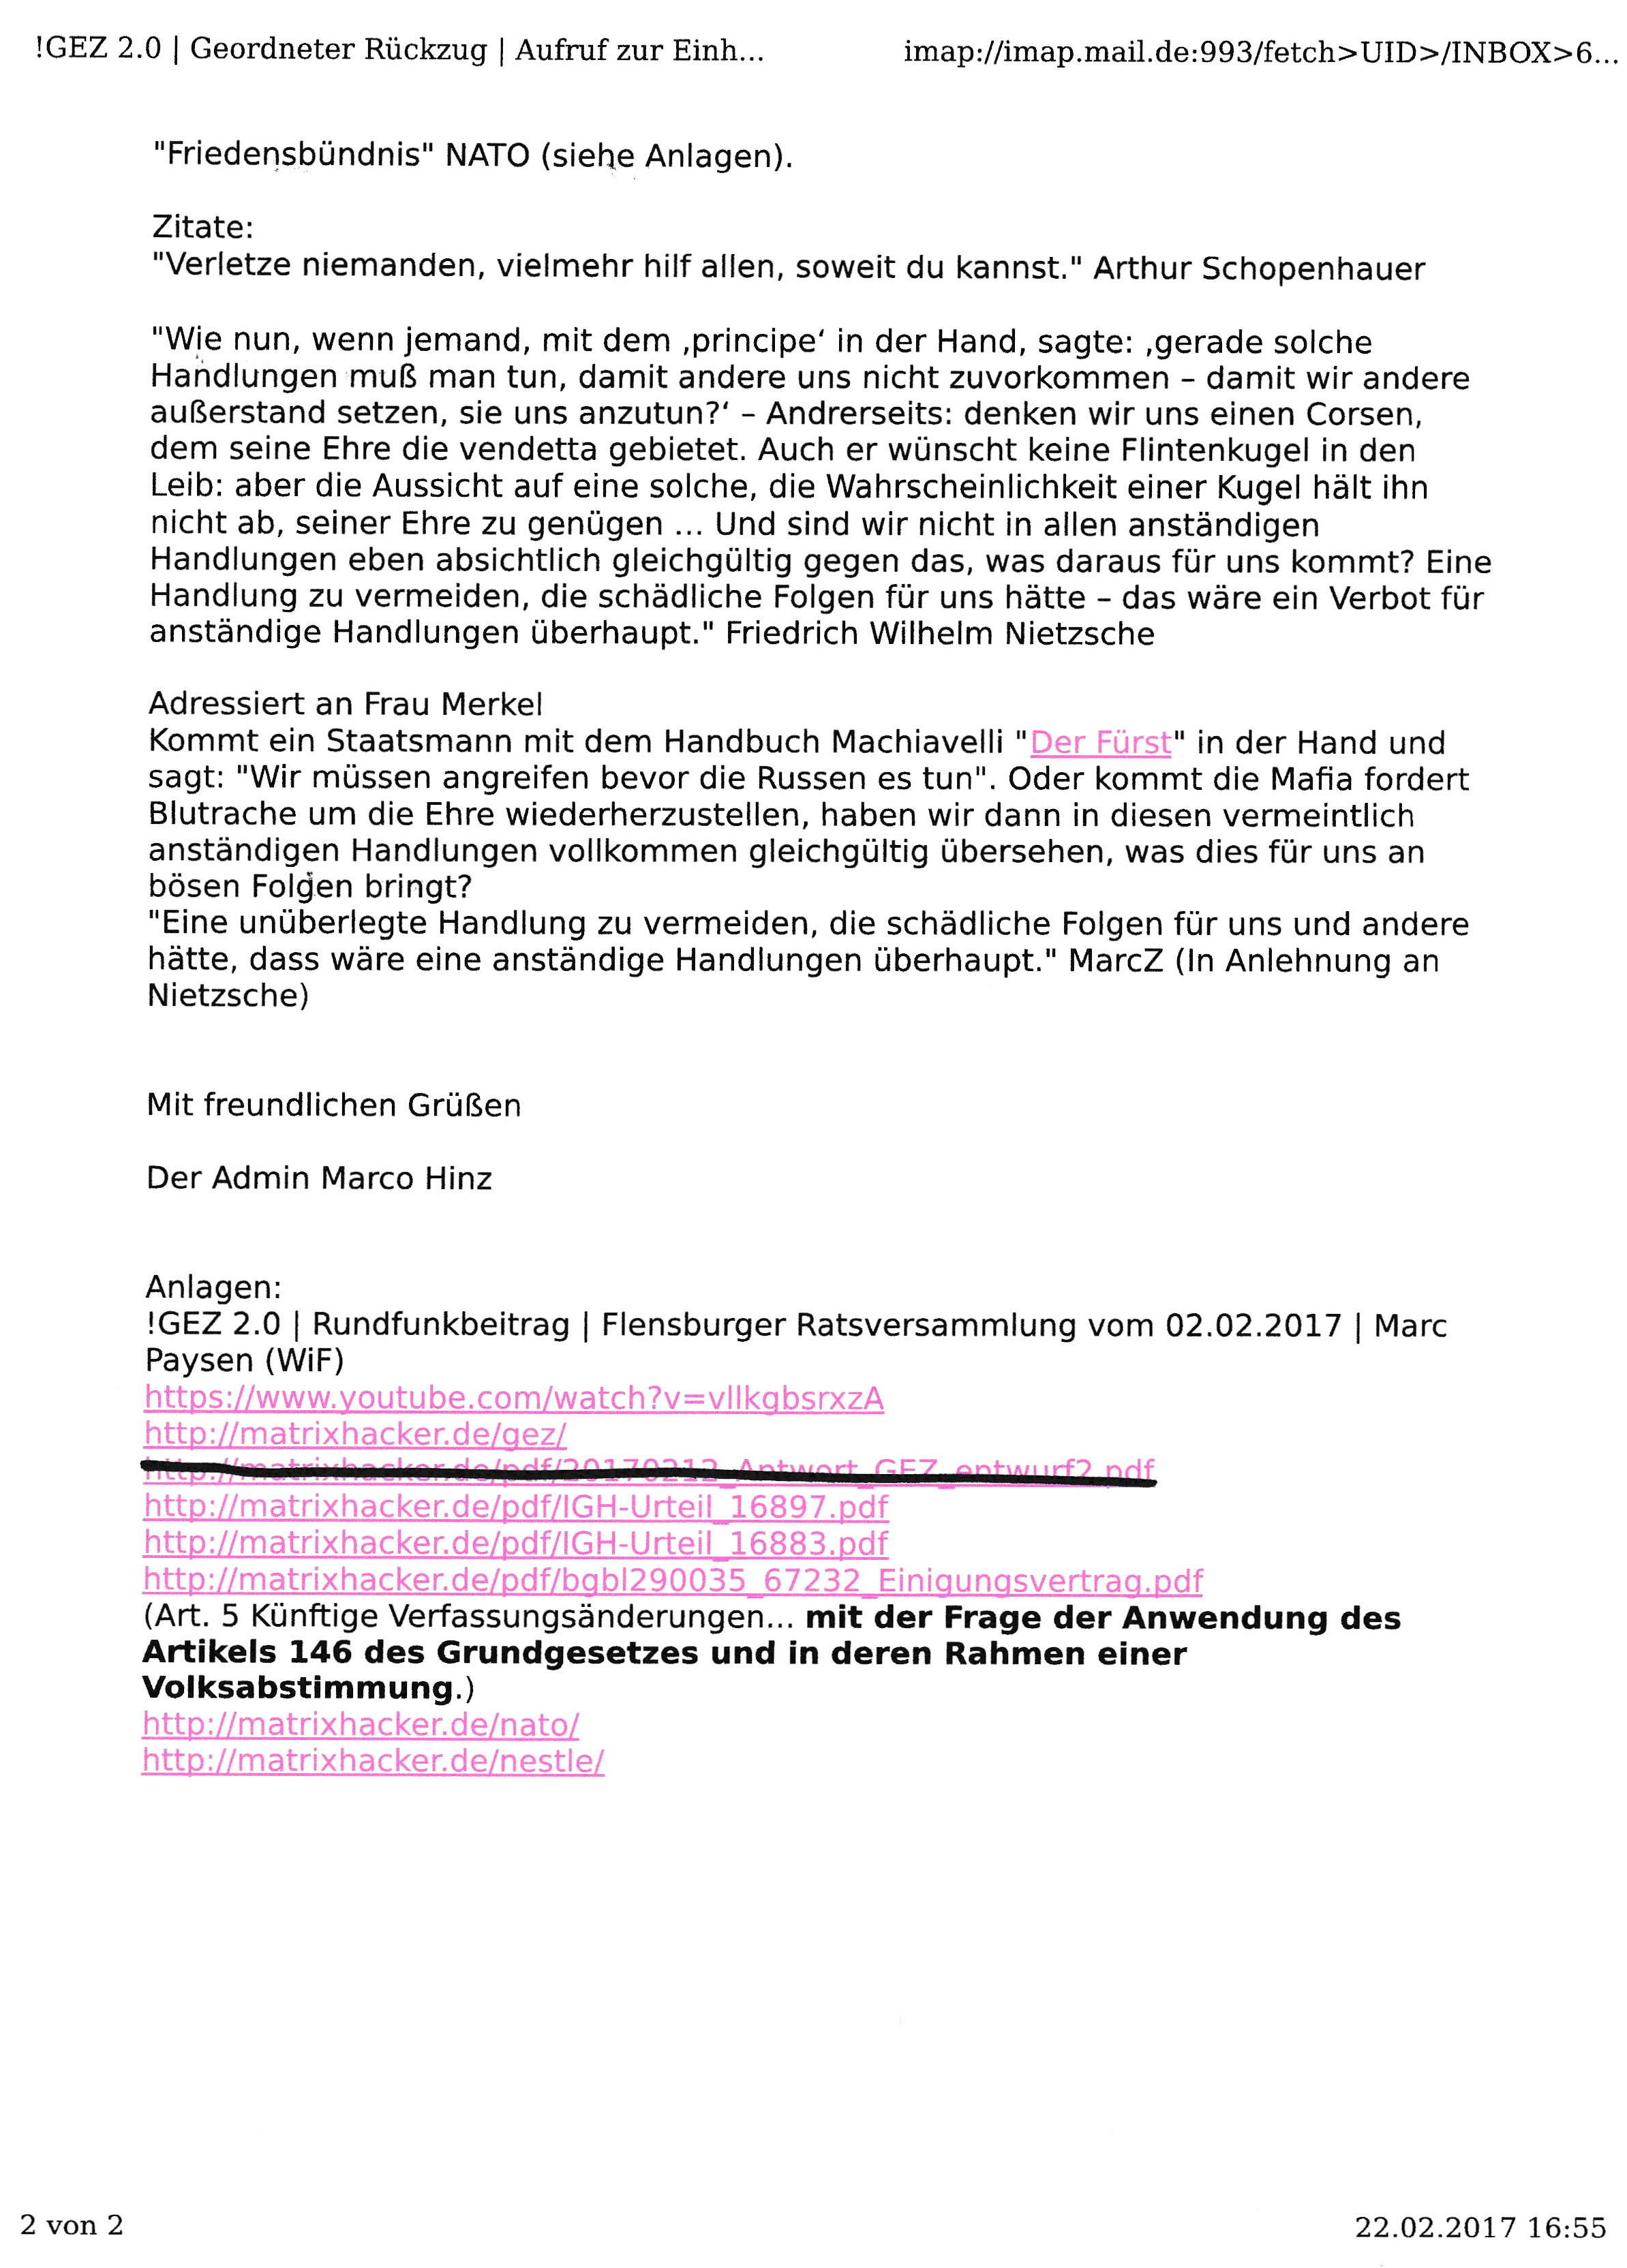 !GEZ 2.0 | Geordneter Rückzug | Aufruf zur Einh... imap://imap.mail.de:993/fetch>UID>/INBOX>6...
"Friedensbündnis" NATO (siehe Anlagen).
Zitate:
"Verletze niemanden, vielmehr hilf allen, soweit du kannst." Arthur Schopenhauer
"Wie nun, wenn jemand, mit dem ‚principe‘ in der Hand, sagte: ‚gerade solche
Handlungen muß man tun, damit andere uns nicht zuvorkommen – damit wir andere
außerstand setzen, sie uns anzutun?‘ – Andrerseits: denken wir uns einen Corsen,
dem seine Ehre die vendetta gebietet. Auch er wünscht keine Flintenkugel in den
Leib: aber die Aussicht auf eine solche, die Wahrscheinlichkeit einer Kugel hält ihn
nicht ab, seiner Ehre zu genügen ... Und sind wir nicht in allen anständigen
Handlungen eben absichtlich gleichgültig gegen das, was daraus für uns kommt? Eine
Handlung zu vermeiden, die schädliche Folgen für uns hätte – das wäre ein Verbot für
anständige Handlungen überhaupt." Friedrich Wilhelm Nietzsche
Adressiert an Frau Merkel
Kommt ein Staatsmann mit dem Handbuch Machiavelli "Der Fürst" in der Hand und
sagt: "Wir müssen angreifen bevor die Russen es tun". Oder kommt die Mafia fordert
Blutrache um die Ehre wiederherzustellen, haben wir dann in diesen vermeintlich
anständigen Handlungen vollkommen gleichgültig übersehen, was dies für uns an
bösen Folgen bringt?
"Eine unüberlegte Handlung zu vermeiden, die schädliche Folgen für uns und andere
hätte, dass wäre eine anständige Handlungen überhaupt." MarcZ (In Anlehnung an
Nietzsche)
Mit freundlichen Grüßen
Der Admin Marco Hinz
Anlagen:
!GEZ 2.0 | Rundfunkbeitrag | Flensburger Ratsversammlung vom 02.02.2017 | Marc
Paysen (WiF)
https://www.youtube.com/watch?v=vllkgbsrxzA
http://matrixhacker.de/gez/
http://matrixhacker.de/pdf/20170212_Antwort_GEZ_entwurf2.pdf
http://matrixhacker.de/pdf/IGH-Urteil_16897.pdf
http://matrixhacker.de/pdf/IGH-Urteil_16883.pdf
http://matrixhacker.de/pdf/bgbl290035_67232_Einigungsvertrag.pdf
(Art. 5 Künftige Verfassungsänderungen... mit der Frage der Anwendung des
Artikels 146 des Grundgesetzes und in deren Rahmen einer
Volksabstimmung.)
http://matrixhacker.de/nato/
http://matrixhacker.de/nestle/
2 von 2 22.02.2017 16:55